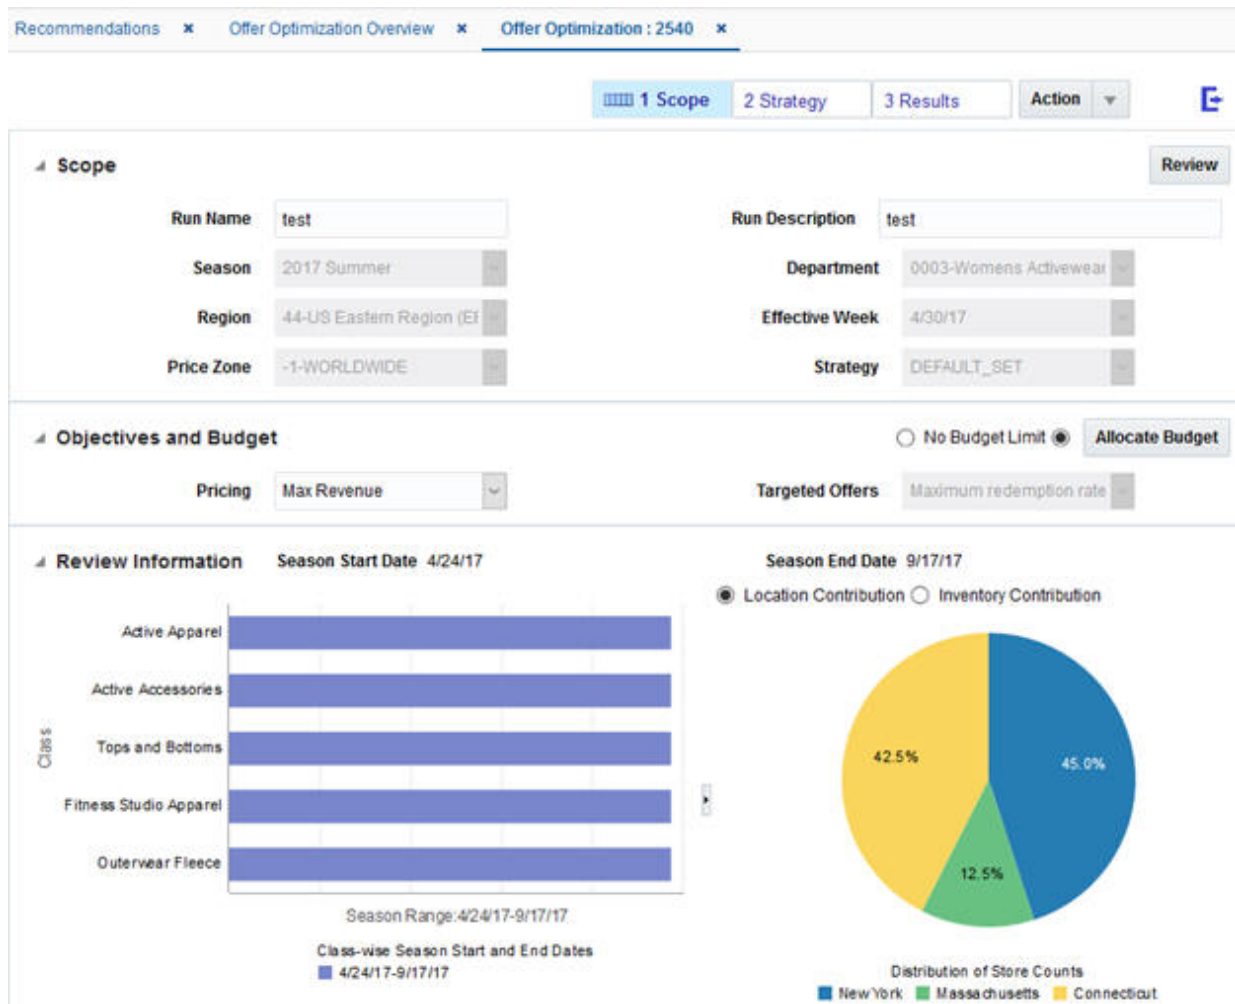 Recommendations × Offer Optimization Overview × Offer Optimization : 2540 ×
1 Scope 2 Strategy 3 Results Action
Scope Review
Run Name test Run Description test
Season 2017 Summer Department 0003-Womens Activewear
Region 44-US Eastern Region (Ef Effective Week 4/30/17
Price Zone -1-WORLDWIDE Strategy DEFAULT_SET
Objectives and Budget No Budget Limit Allocate Budget
Pricing Max Revenue Targeted Offers Maximum redemption rate
Review Information Season Start Date 4/24/17 Season End Date 9/17/17
Location Contribution Inventory Contribution
Class
Active Apparel
Active Accessories
Tops and Bottoms
Fitness Studio Apparel
Outerwear Fleece
Season Range:4/24/17-9/17/17
Class-wise Season Start and End Dates
4/24/17-9/17/17
42.5%
45.0%
12.5%
Distribution of Store Counts
New York Massachusetts Connecticut